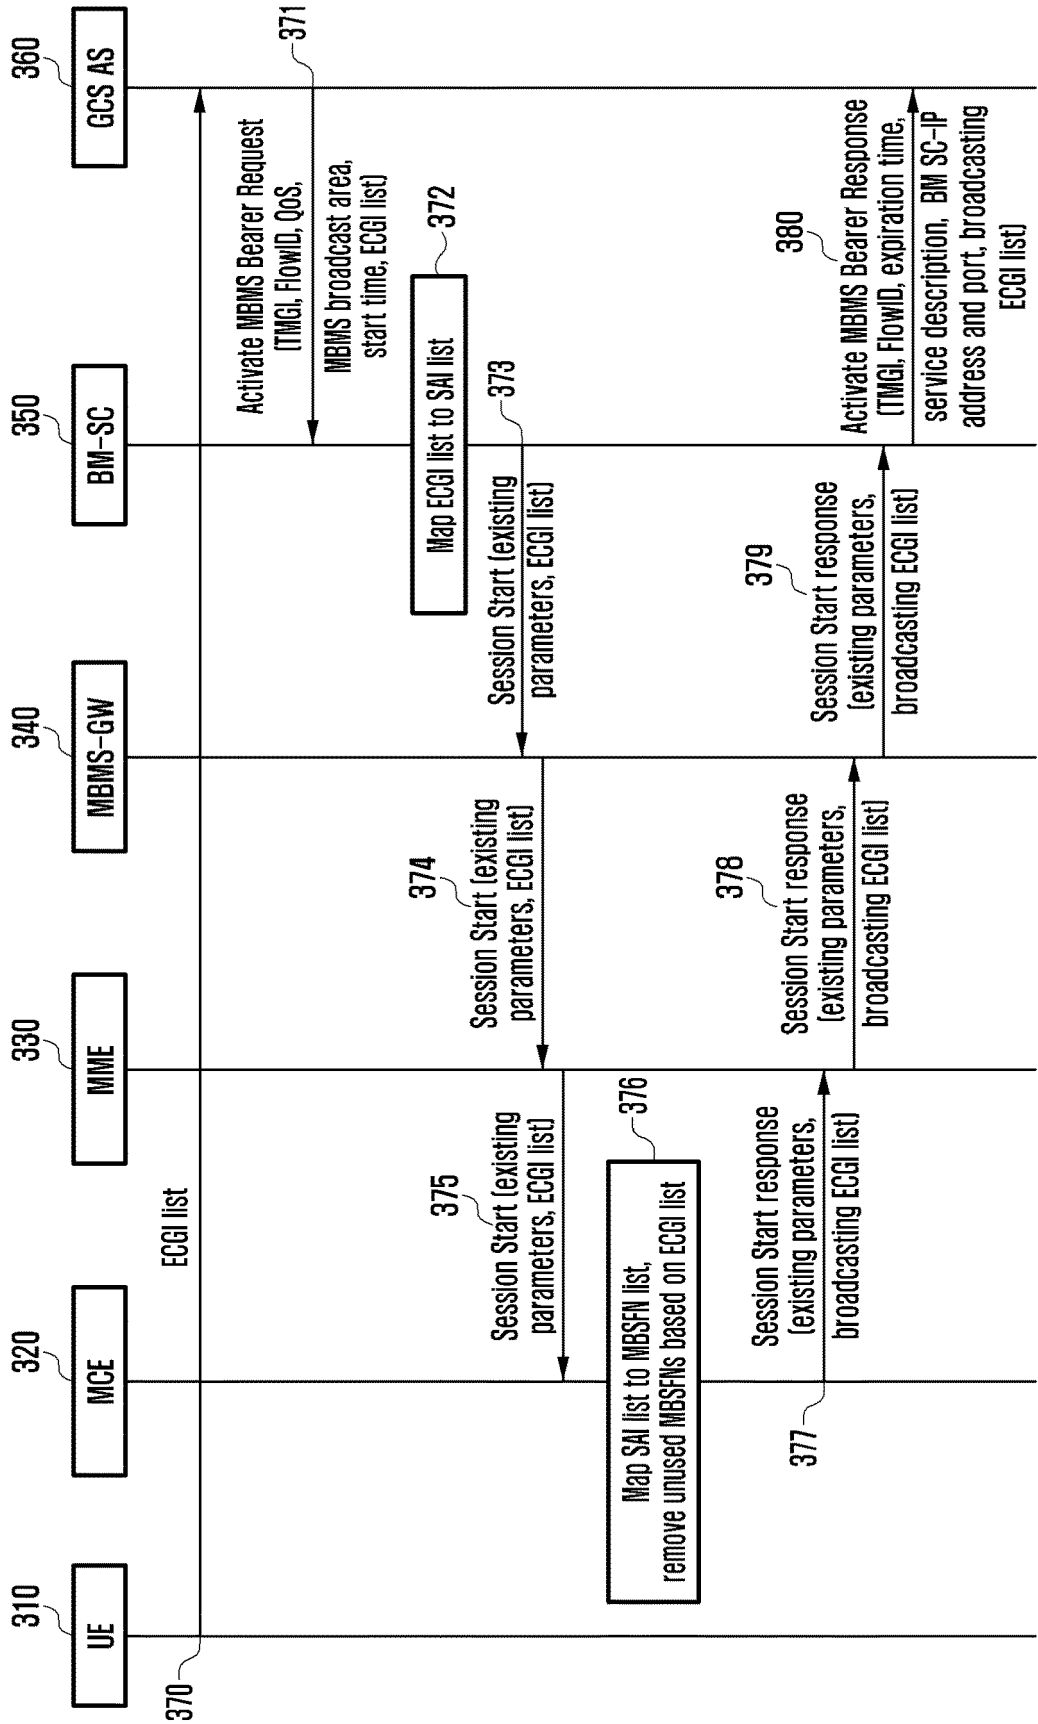 310
320
330
340
350
360
UE
MCE
MME
MBMS-GW
BM-SC
GCS AS
370
ECGI list
Activate MBMS Bearer Request
(TMGI, FlowID, QoS,
MBMS broadcast area,
start time, ECGI list)
371
Map ECGI list to SAI list
372
373
Session Start (existing
parameters, ECGI list)
374
Session Start (existing
parameters, ECGI list)
375
Session Start (existing
parameters, ECGI list)
Map SAI list to MBSFN list,
remove unused MBSFNs based on ECGI list
376
377
Session Start response
(existing parameters,
broadcasting ECGI list)
378
Session Start response
(existing parameters,
broadcasting ECGI list)
379
Session Start response
(existing parameters,
broadcasting ECGI list)
380
Activate MBMS Bearer Response
(TMGI, FlowID, expiration time,
service description, BM SC-IP
address and port, broadcasting
ECGI list)